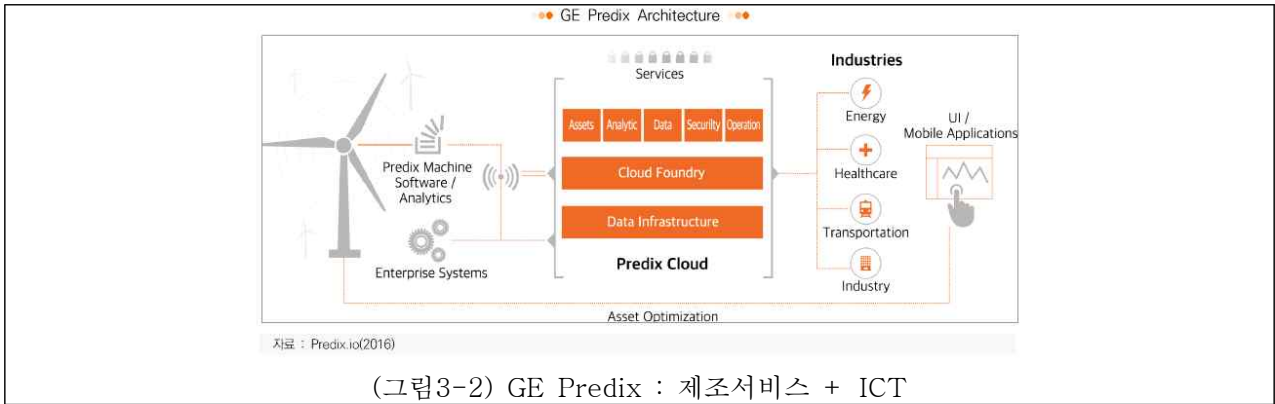 GE Predix Architecture
Services
Industries
Assets
Analytic
Data
Securilty
Operation
Energy
UI /
Mobile Applications
Predix Machine
Software /
Analytics
Cloud Foundry
Healthcare
Data Infrastructure
Transportation
Enterprise Systems
Predix Cloud
Industry
Asset Optimization
자료 : Predix.io(2016)
(그림3-2) GE Predix : 제조서비스 + ICT